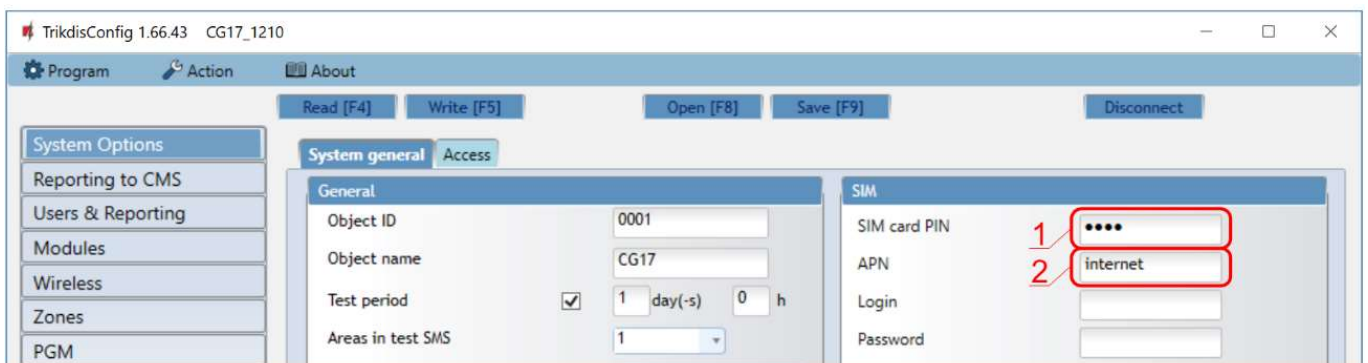 TrikdisConfig 1.66.43 CG17_1210
Program Action About
Read [F4] Write [F5] Open [F8] Save [F9] Disconnect
System Options
Reporting to CMS
Users & Reporting
Modules
Wireless
Zones
PGM
System general Access
General
Object ID 0001
Object name CG17
Test period 1 day(-s) 0 h
Areas in test SMS 1
SIM
SIM card PIN 1 ••••
APN 2 internet
Login
Password